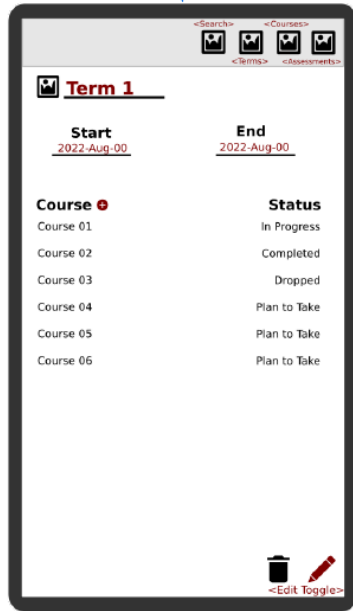 <Search> <Courses>
<Terms> <Assessments>
Term 1
Start End
2022-Aug-00 2022-Aug-00
Course Status
Course 01 In Progress
Course 02 Completed
Course 03 Dropped
Course 04 Plan to Take
Course 05 Plan to Take
Course 06 Plan to Take
<Edit Toggle>